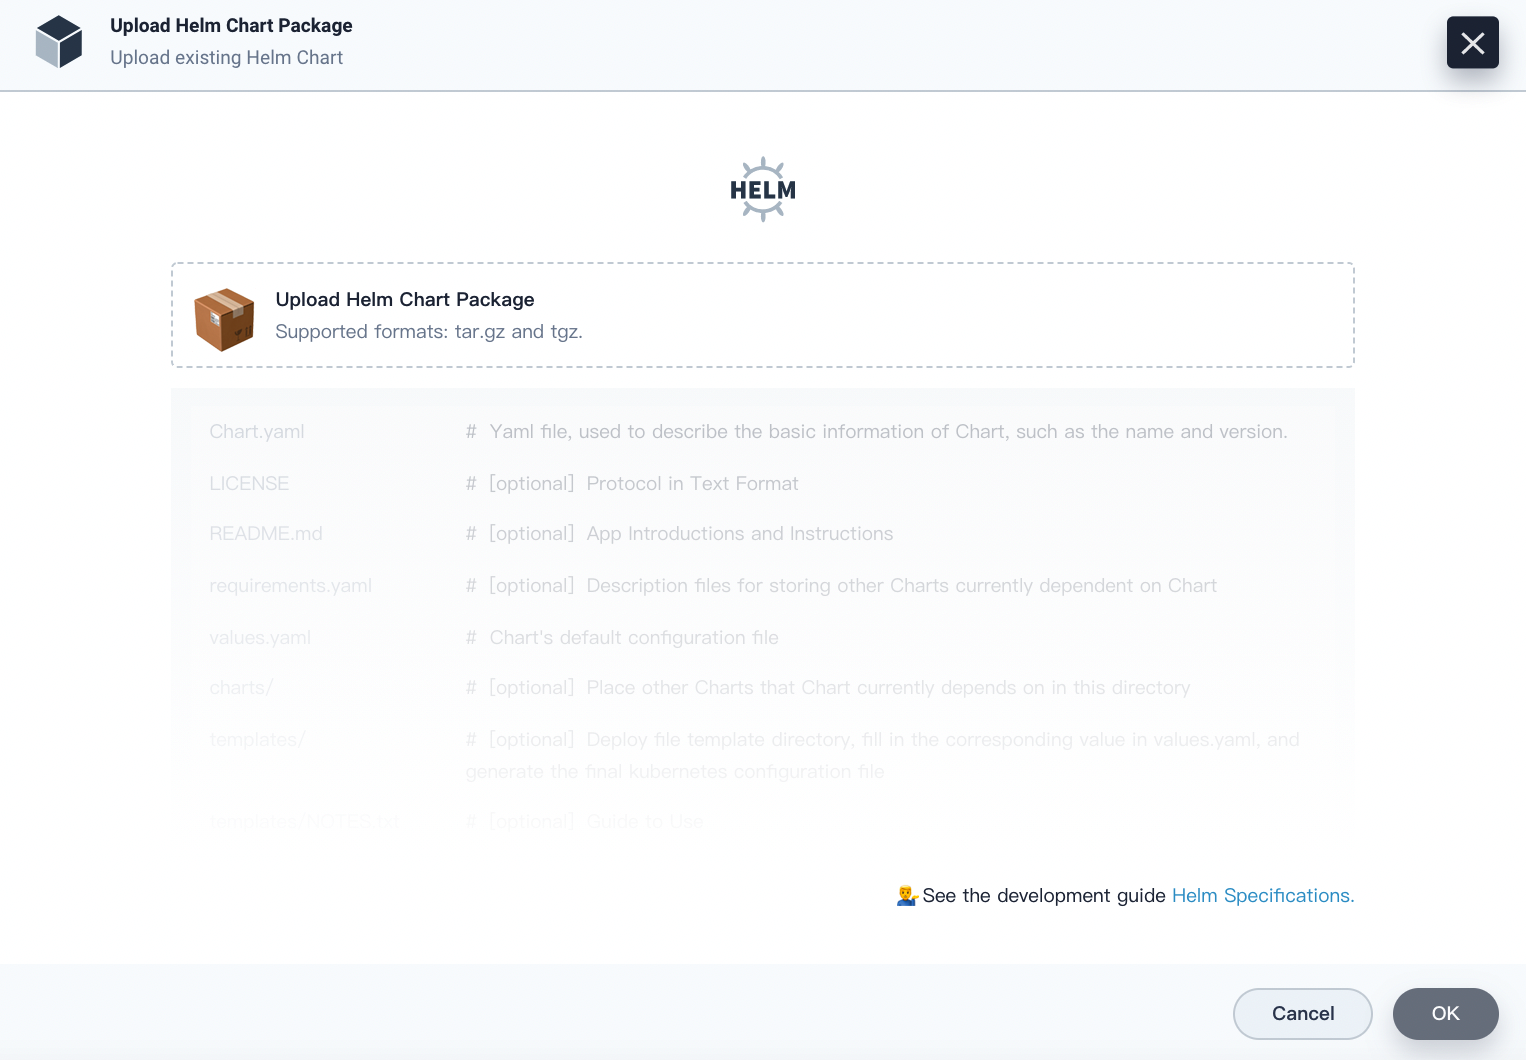 Upload Helm Chart Package
Upload existing Helm Chart
HELM
Upload Helm Chart Package
Supported formats: tar.gz and tgz.
Chart.yaml # Yaml file, used to describe the basic information of Chart, such as the name and version.
LICENSE # [optional] Protocol in Text Format
README.md # [optional] App Introductions and Instructions
requirements.yaml # [optional] Description files for storing other Charts currently dependent on Chart
values.yaml # Chart's default configuration file
charts/ # [optional] Place other Charts that Chart currently depends on in this directory
templates/ # [optional] Deploy file template directory, fill in the corresponding value in values.yaml, and
generate the final kubernetes configuration file
templates/NOTES.txt # [optional] Guide to Use
See the development guide Helm Specifications.
Cancel OK